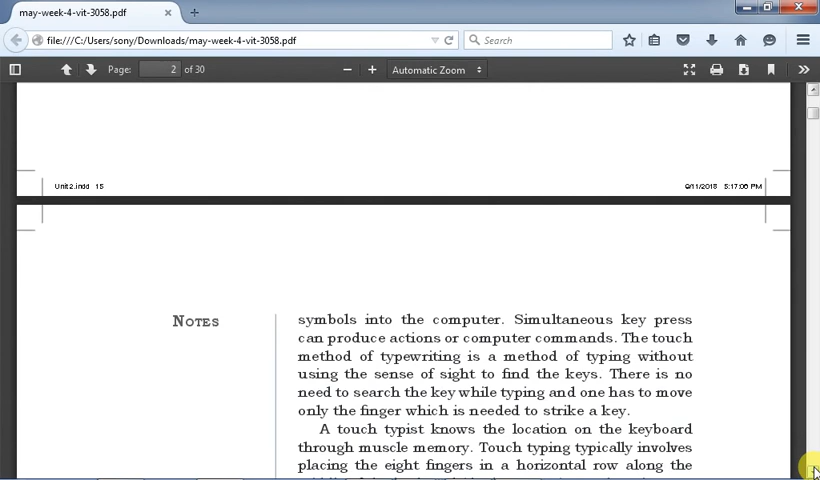 may-week-4-vit-3058.pdf
file:///C:/Users/sony/Downloads/may-week-4-vit-3058.pdf
Search
Page: 2 of 30
Automatic Zoom
Unit2.indd 15
9/11/2018 5:17:06 PM
NOTES
symbols into the computer. Simultaneous key press
can produce actions or computer commands. The touch
method of typewriting is a method of typing without
using the sense of sight to find the keys. There is no
need to search the key while typing and one has to move
only the finger which is needed to strike a key.
A touch typist knows the location on the keyboard
through muscle memory. Touch typing typically involves
placing the eight fingers in a horizontal row along the